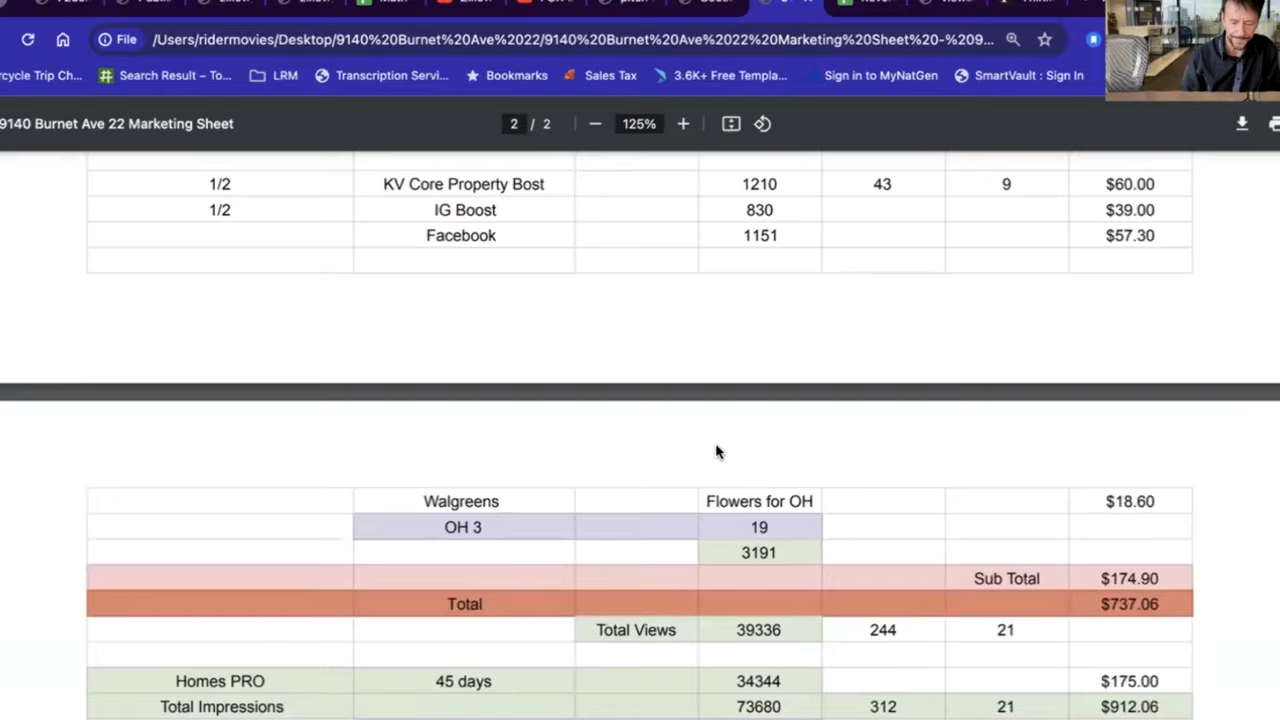 File /Users/ridermovies/Desktop/9140%20Burnet%20Ave%2022/9140%20Burnet%20Ave%2022%20Marketing%20Sheet%20-%209...
rcycle Trip Ch... Search Result – To... LRM Transcription Servi... Bookmarks Sales Tax 3.6K+ Free Templa... Sign in to MyNatGen SmartVault : Sign In
9140 Burnet Ave 22 Marketing Sheet 2 / 2 125%
1/2 KV Core Property Bost 1210 43 9 $60.00
1/2 IG Boost 830 $39.00
Facebook 1151 $57.30
Walgreens Flowers for OH $18.60
OH 3 19
3191
Sub Total $174.90
Total $737.06
Total Views 39336 244 21
Homes PRO 45 days 34344 $175.00
Total Impressions 73680 312 21 $912.06